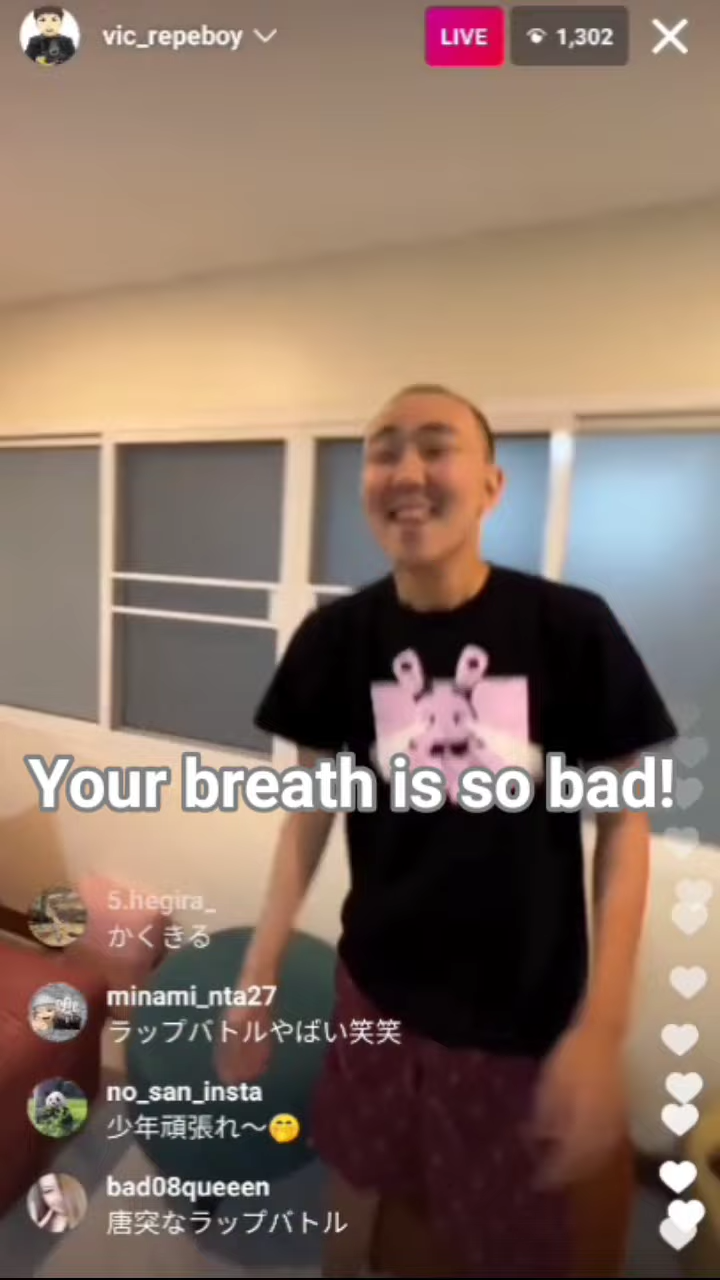 vic_repeboy
LIVE
1,302
Your breath is so bad!
5.hegira_
かくきる
minami_nta27
ラップバトルやばい笑笑
no_san_insta
少年頑張れ〜🤭
bad08queeen
唐突なラップバトル